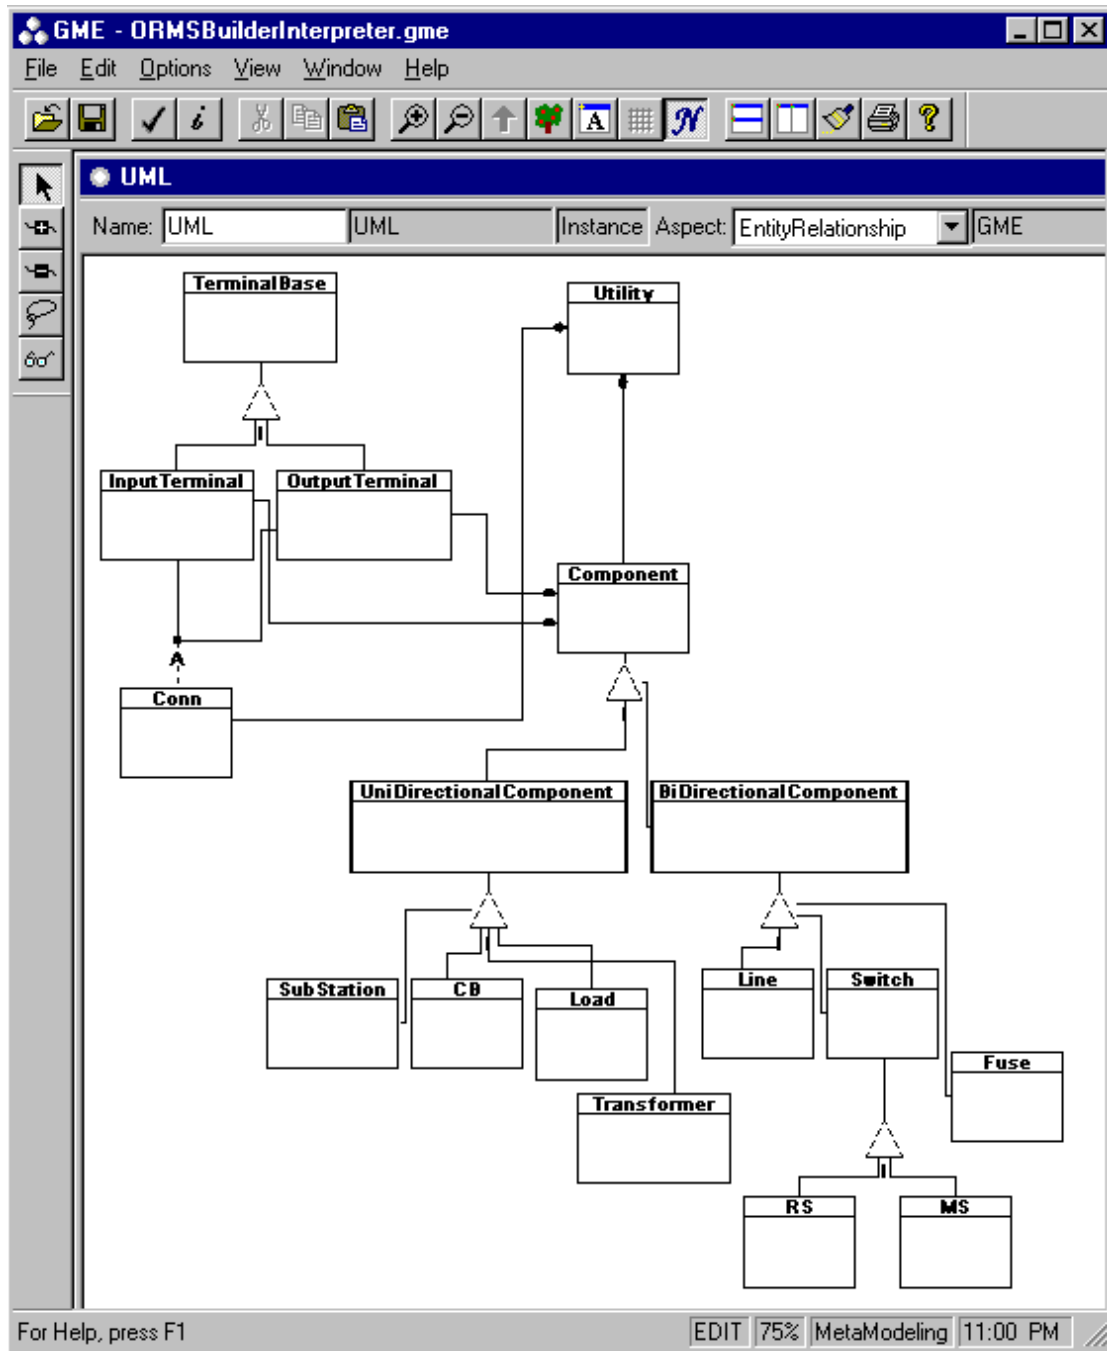 GME - ORMSBuilderInterpreter.gme
File Edit Options View Window Help
A N
UML
Name: UML UML Instance Aspect: EntityRelationship GME
TerminalBase
Utility
InputTerminal OutputTerminal
Component
Conn
UniDirectionalComponent BiDirectionalComponent
SubStation CB Load
Line Switch
Fuse
Transformer
RS MS
For Help, press F1 EDIT 75% MetaModeling 11:00 PM